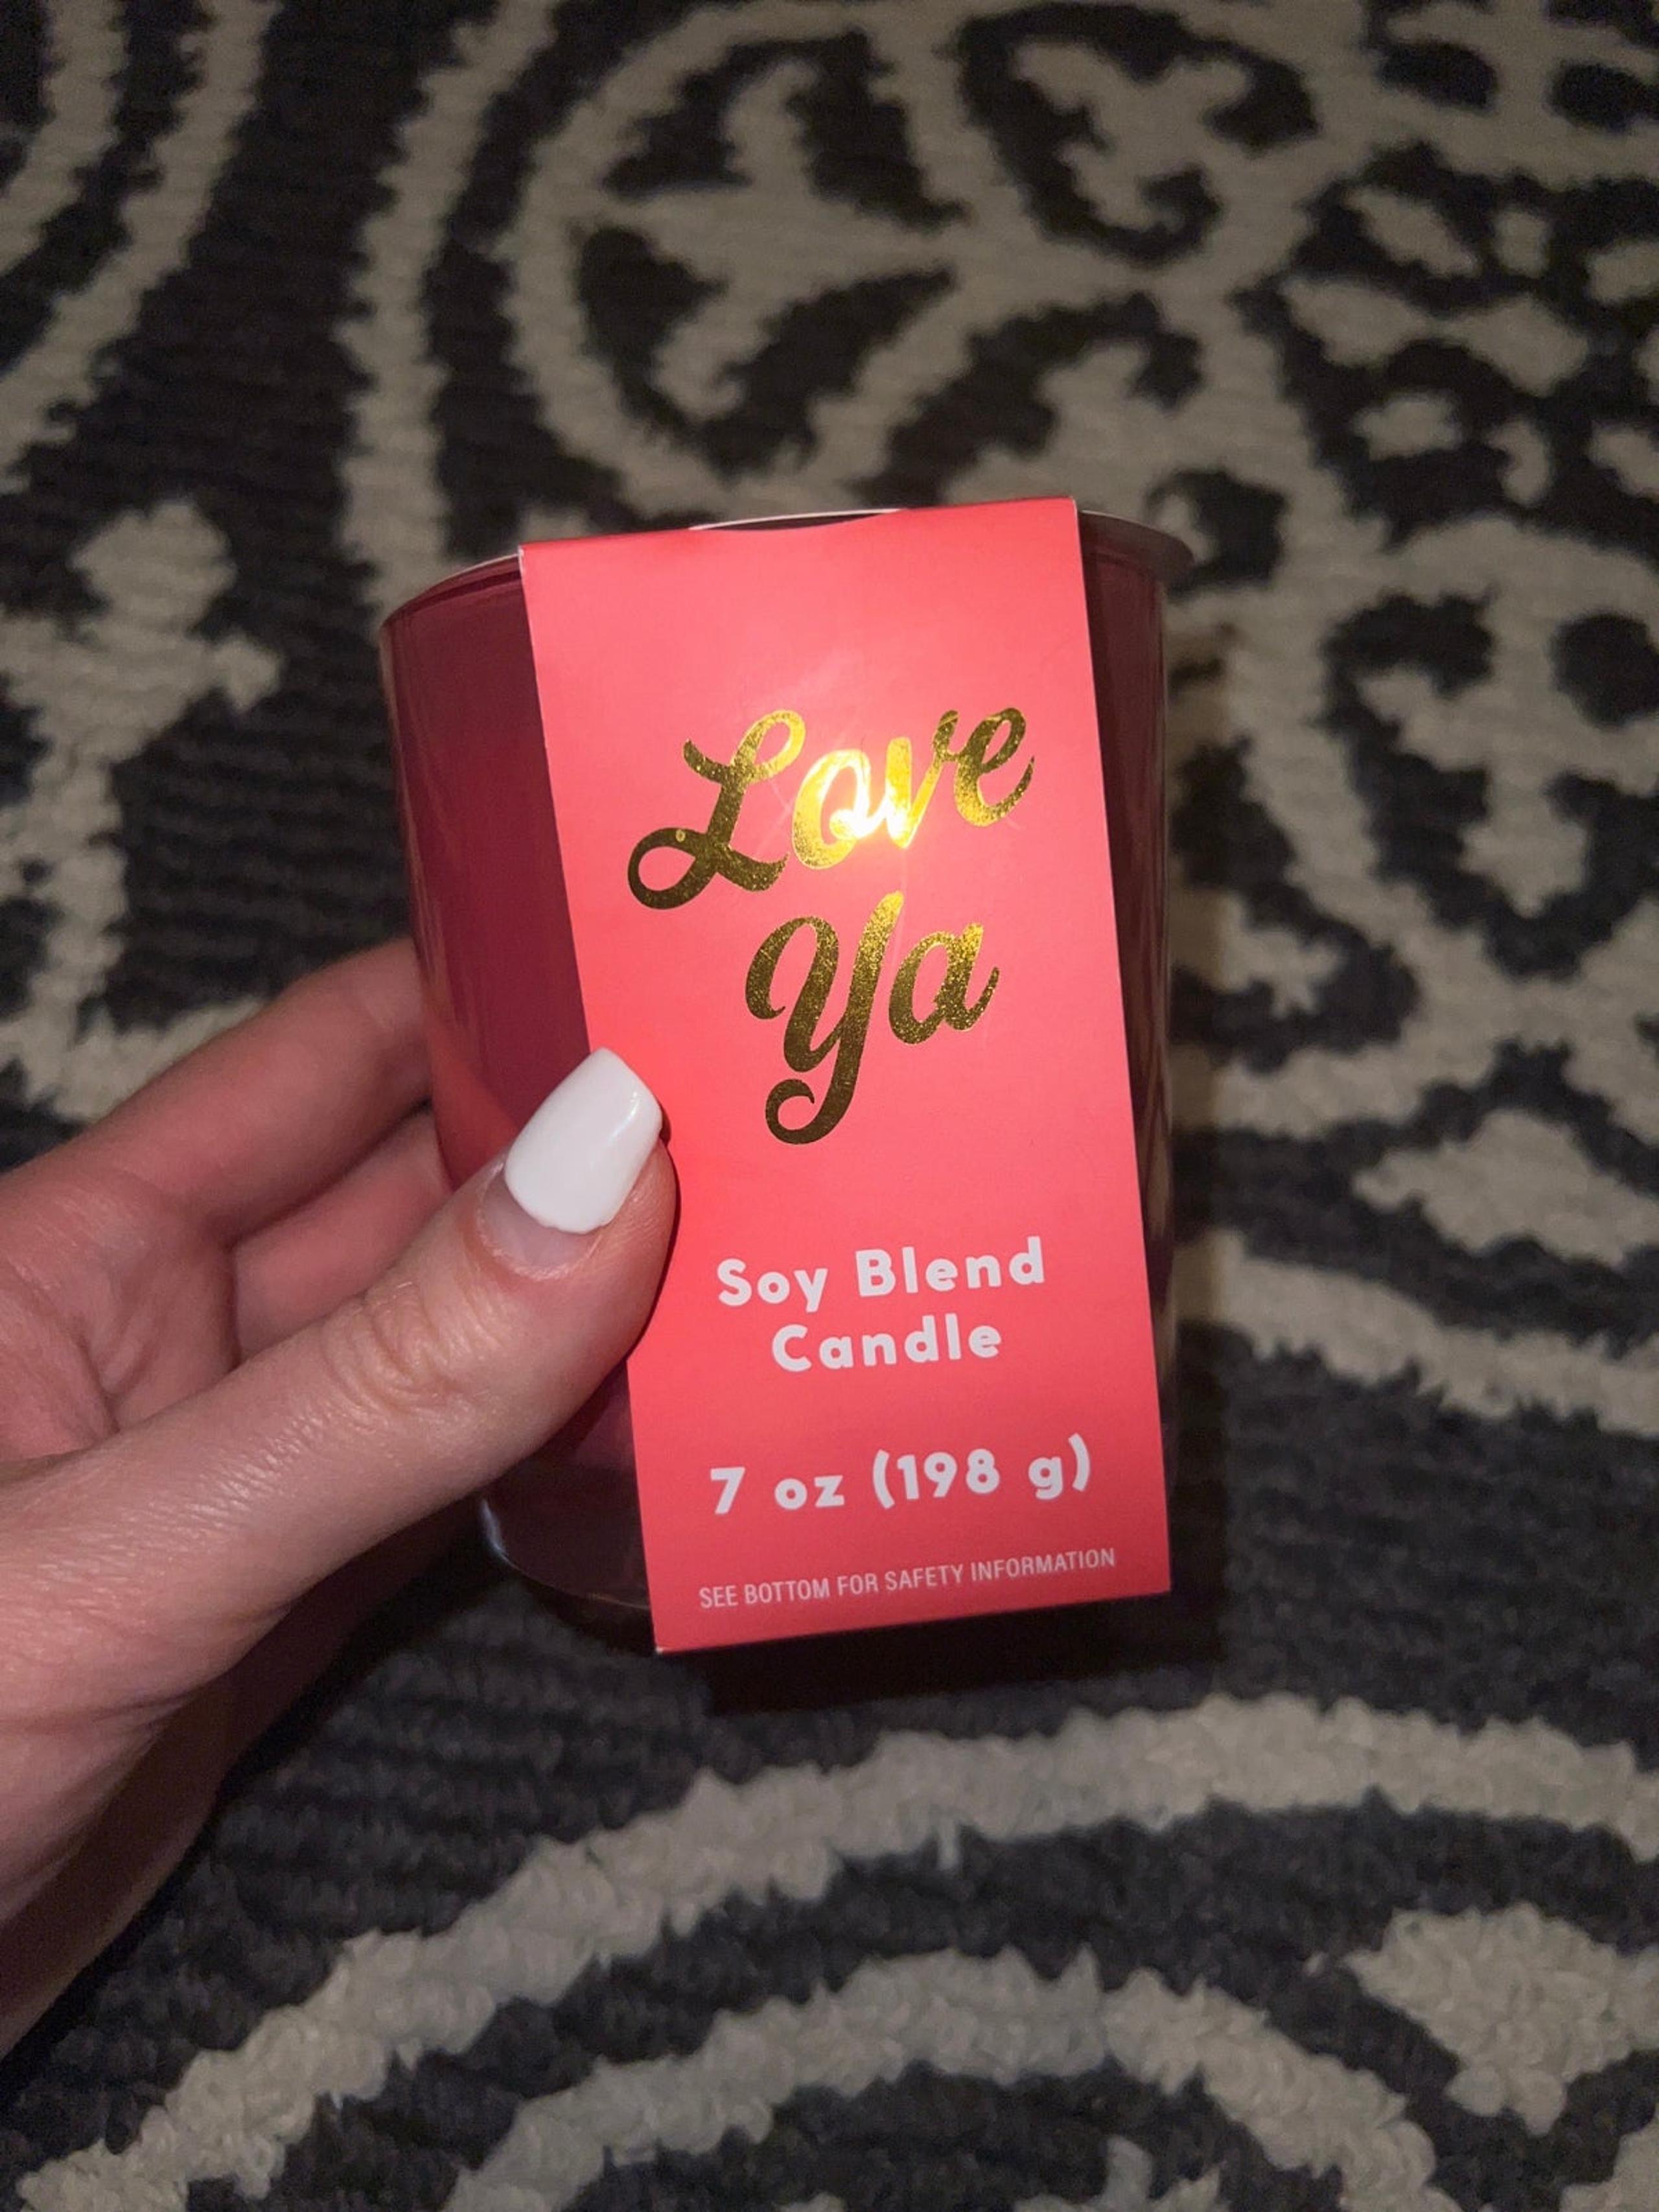 Love
Ya
Soy Blend
Candle
7 oz (198 g)
SEE BOTTOM FOR SAFETY INFORMATION